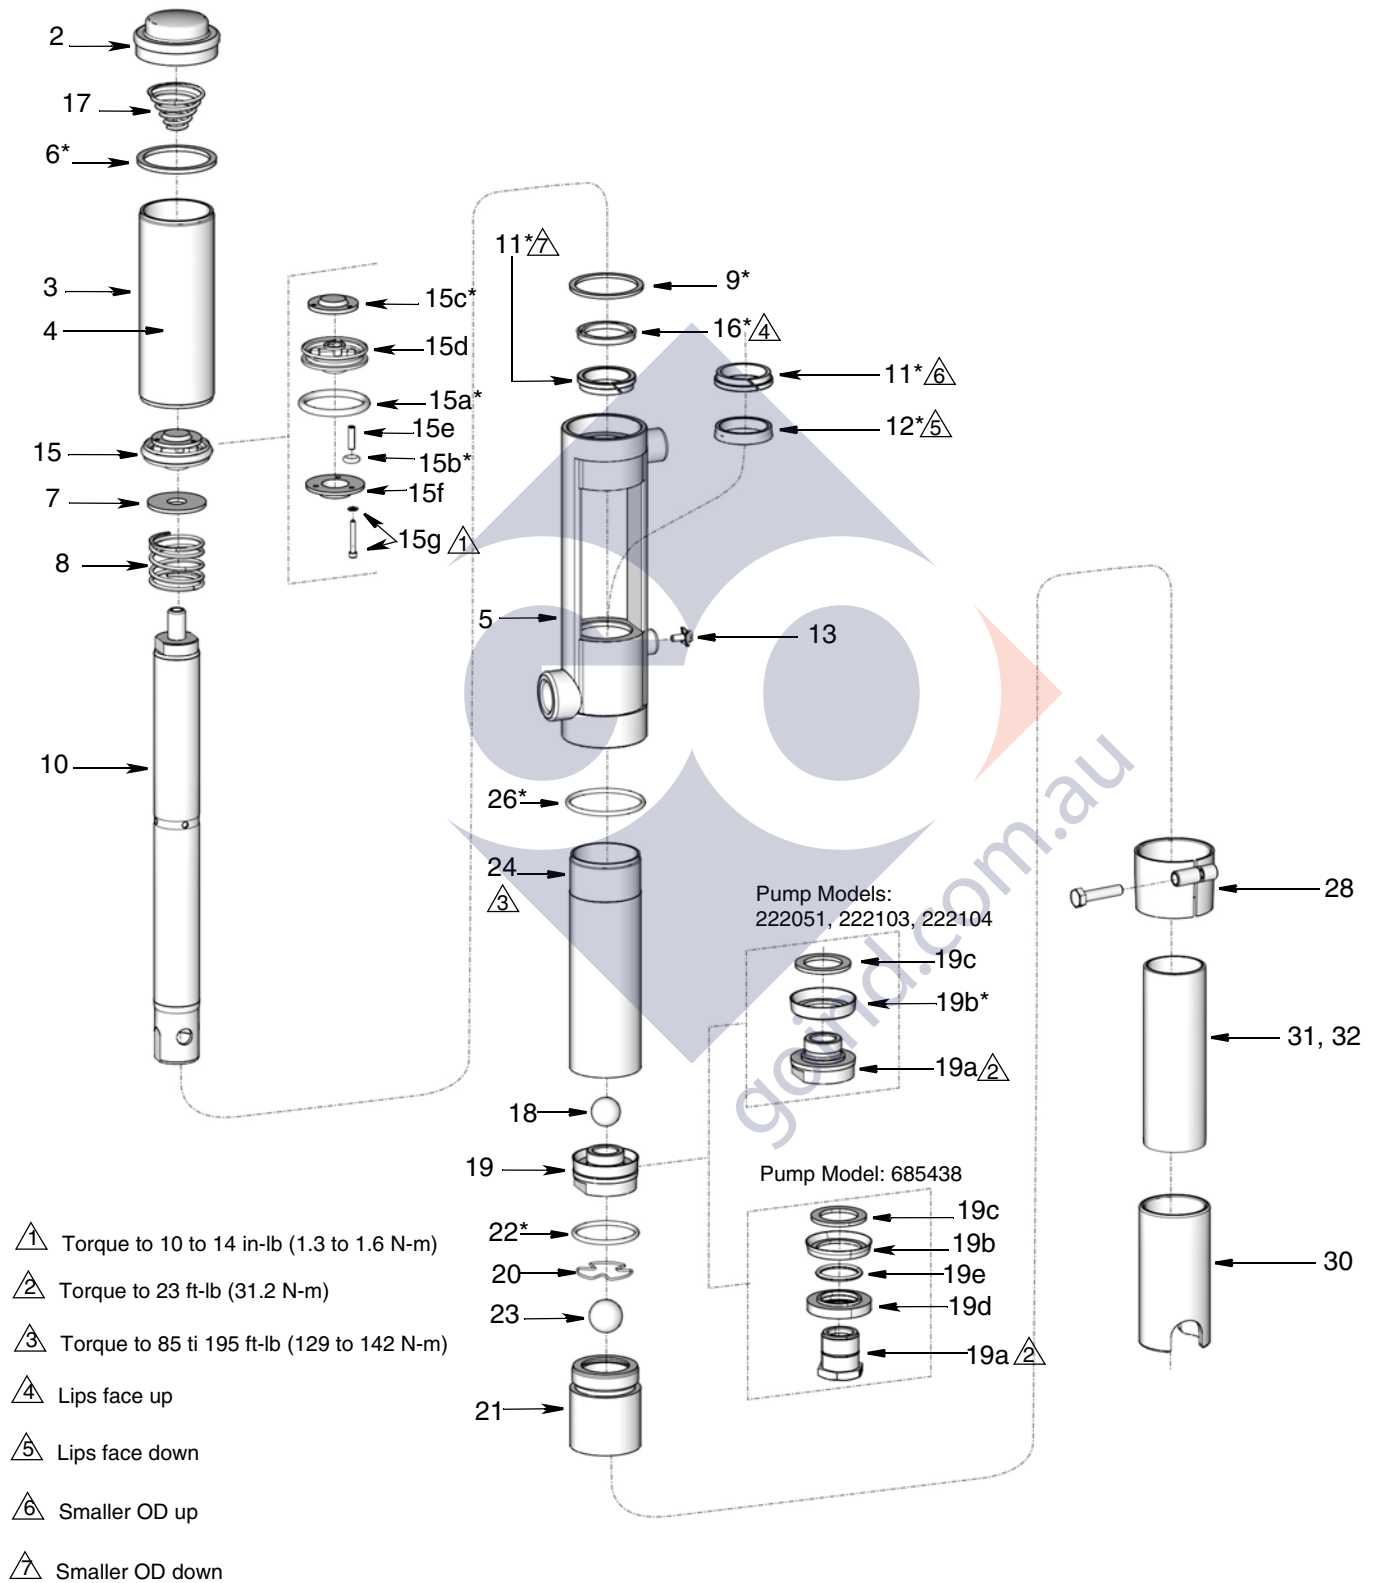 2
17
6*
3
4
15
7
8
10
15c*
15d
15a*
15e
15b*
15f
15g 1
11* 7
9*
16* 4
11* 6
12* 5
5
13
26*
24
3
Pump Models:
222051, 222103, 222104
19c
19b*
19a 2
18
19
22*
20
23
21
Pump Model: 685438
19c
19b
19e
19d
19a 2
28
31, 32
30
goind.com.au
1 Torque to 10 to 14 in-lb (1.3 to 1.6 N-m)
2 Torque to 23 ft-lb (31.2 N-m)
3 Torque to 85 ti 195 ft-lb (129 to 142 N-m)
4 Lips face up
5 Lips face down
6 Smaller OD up
7 Smaller OD down